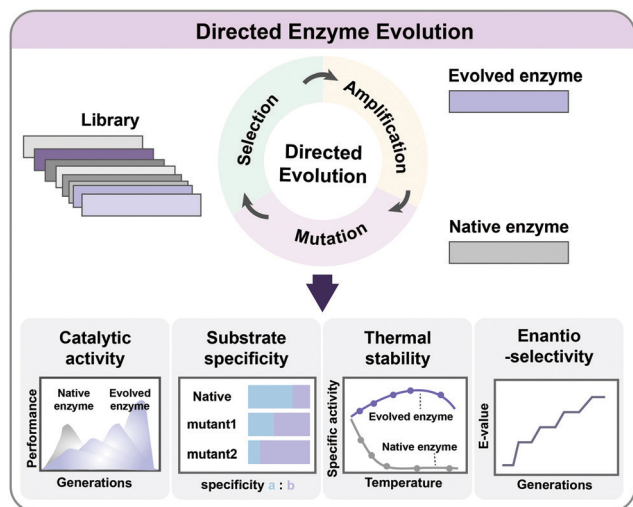 Directed Enzyme Evolution
Library
Selection
Amplification
Mutation
Directed
Evolution
Evolved enzyme
Native enzyme
Catalytic
activity
Performance
Native
enzyme
Evolved
enzyme
Generations
Substrate
specificity
Native
mutant1
mutant2
specificity a : b
Thermal
stability
Specific activity
Evolved enzyme
Native enzyme
Temperature
Enantio
-selectivity
E-value
Generations